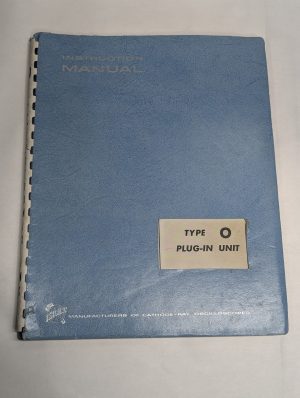 INSTRUCTION
MANUAL
TYPE O
PLUG-IN UNIT
MANUFACTURERS OF CATHODE-RAY OSCILLOSCOPES